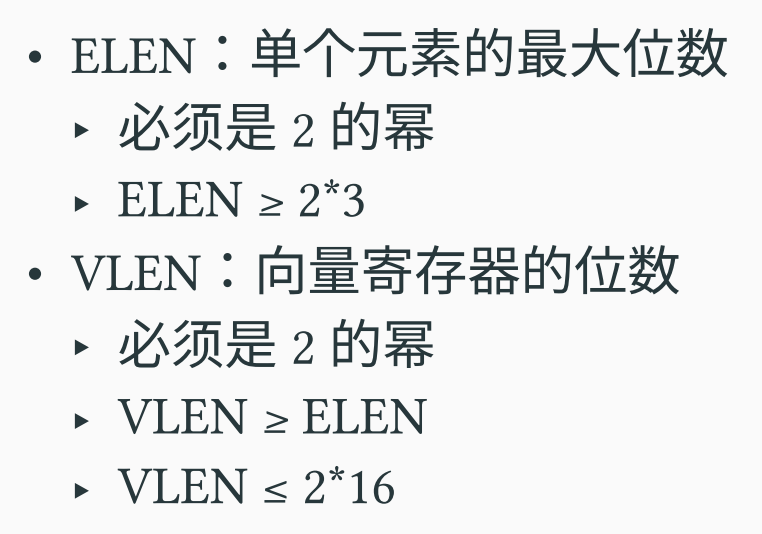 • ELEN：单个元素的最大位数
‣ 必须是 2 的幂
‣ ELEN ≥ 2*3
• VLEN：向量寄存器的位数
‣ 必须是 2 的幂
‣ VLEN ≥ ELEN
‣ VLEN ≤ 2*16